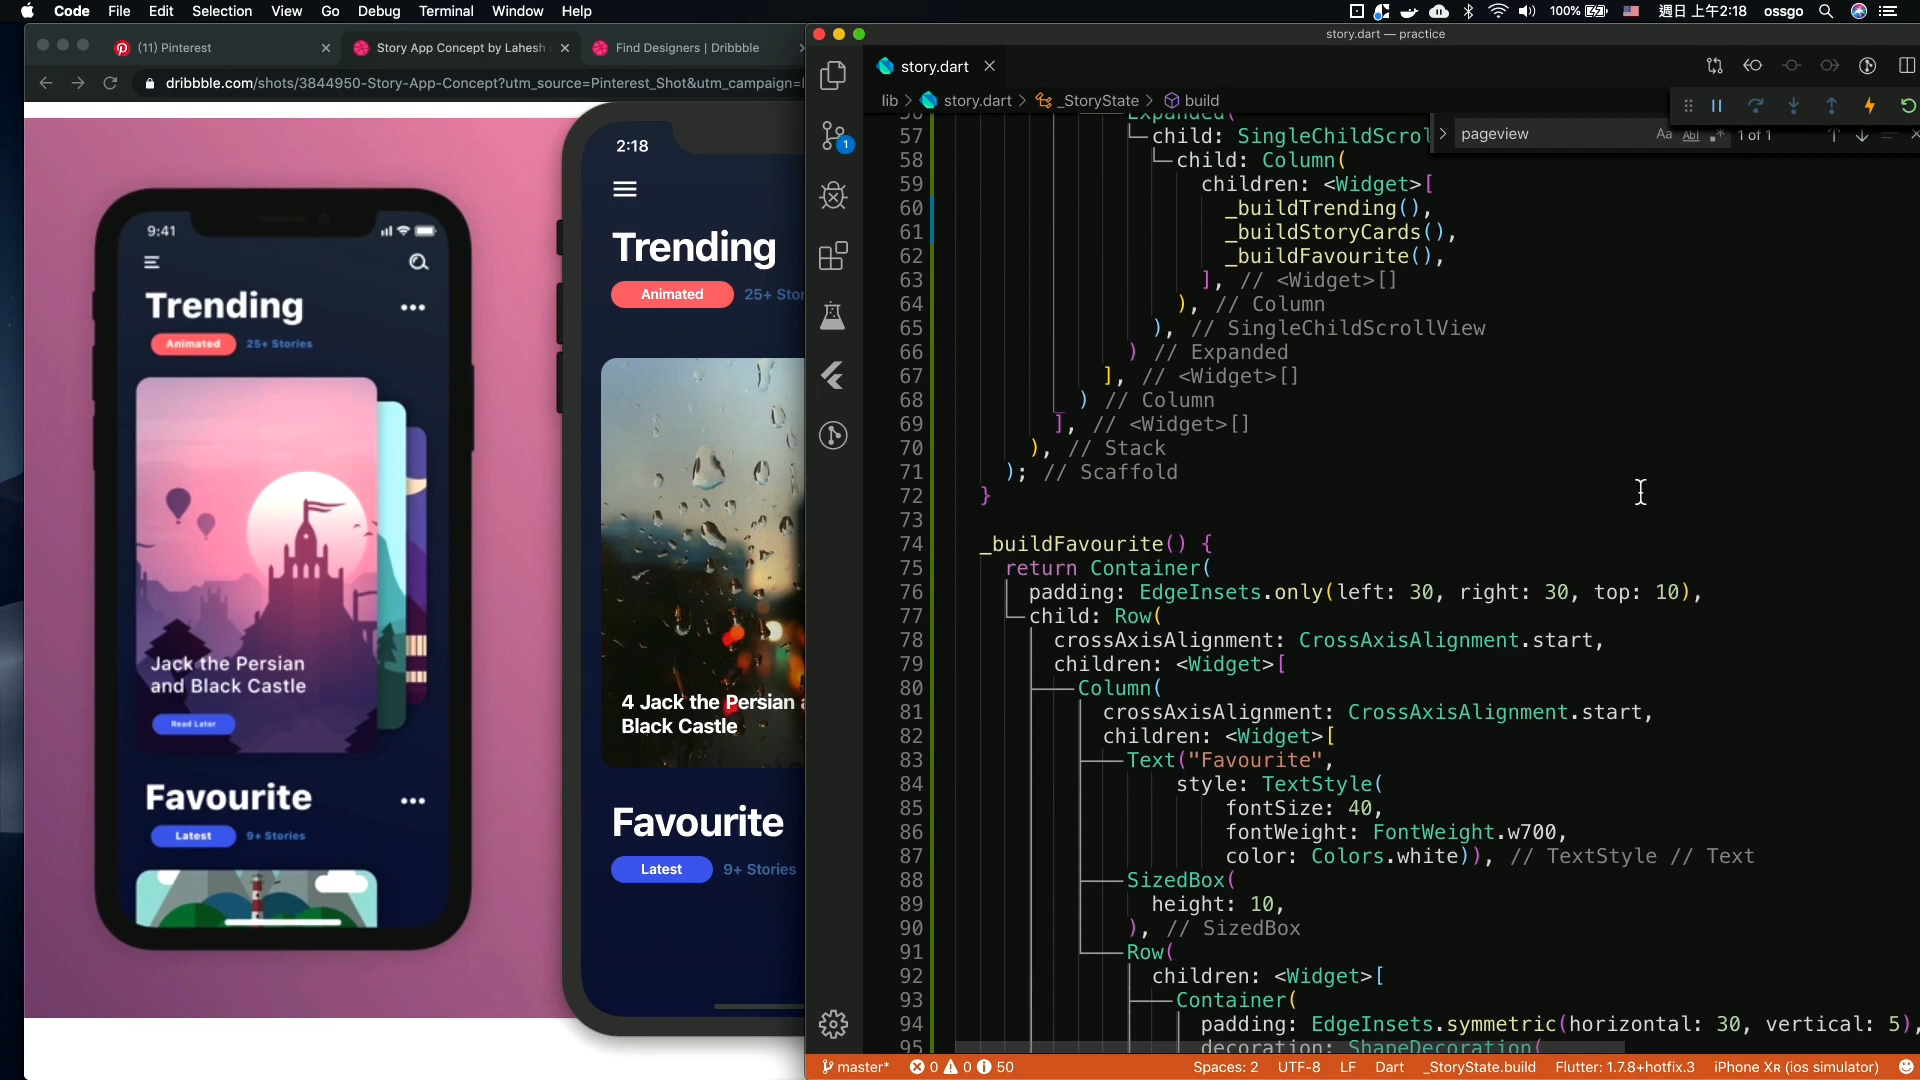 Code File Edit Selection View Go Debug Terminal Window Help
100% 週日 上午2:18 ossgo
(11) Pinterest
Story App Concept by Lahesh
Find Designers | Dribbble
dribbble.com/shots/3844950-Story-App-Concept?utm_source=Pinterest_Shot&utm_campaign=
9:41
Trending
Animated 25+ Stories
Jack the Persian
and Black Castle
Read Later
Favourite
Latest 9+ Stories
2:18
Trending
Animated 25+ Stor
4 Jack the Persian a
Black Castle
Favourite
Latest 9+ Stories
story.dart — practice
story.dart
lib story.dart _StoryState build
pageview Aa Abl .* 1 of 1
1
56 Expanded(
57 child: SingleChildScrol
58 child: Column(
59 children: <Widget>[
60 _buildTrending(),
61 _buildStoryCards(),
62 _buildFavourite(),
63 ], // <Widget>[]
64 ), // Column
65 ), // SingleChildScrollView
66 ) // Expanded
67 ], // <Widget>[]
68 ) // Column
69 ], // <Widget>[]
70 ), // Stack
71 ); // Scaffold
72 }
73
74 _buildFavourite() {
75 return Container(
76 padding: EdgeInsets.only(left: 30, right: 30, top: 10),
77 child: Row(
78 crossAxisAlignment: CrossAxisAlignment.start,
79 children: <Widget>[
80 Column(
81 crossAxisAlignment: CrossAxisAlignment.start,
82 children: <Widget>[
83 Text("Favourite",
84 style: TextStyle(
85 fontSize: 40,
86 fontWeight: FontWeight.w700,
87 color: Colors.white)), // TextStyle // Text
88 SizedBox(
89 height: 10,
90 ), // SizedBox
91 Row(
92 children: <Widget>[
93 Container(
94 padding: EdgeInsets.symmetric(horizontal: 30, vertical: 5),
95 decoration: ShapeDecoration(
master* 0 0 50 Spaces: 2 UTF-8 LF Dart _StoryState.build Flutter: 1.7.8+hotfix.3 iPhone Xʀ (ios simulator)